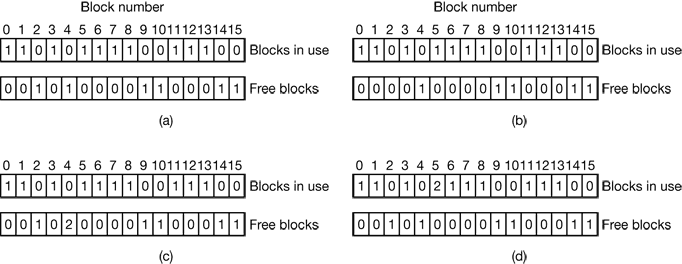 Block number
0 1 2 3 4 5 6 7 8 9 10 11 12 13 14 15
1 1 0 1 0 1 1 1 1 0 0 1 1 1 0 0 Blocks in use
0 0 1 0 1 0 0 0 0 1 1 0 0 0 1 1 Free blocks
(a)
Block number
0 1 2 3 4 5 6 7 8 9 10 11 12 13 14 15
1 1 0 1 0 1 1 1 1 0 0 1 1 1 0 0 Blocks in use
0 0 0 0 1 0 0 0 0 1 1 0 0 0 1 1 Free blocks
(b)
0 1 2 3 4 5 6 7 8 9 10 11 12 13 14 15
1 1 0 1 0 1 1 1 1 0 0 1 1 1 0 0 Blocks in use
0 0 1 0 2 0 0 0 0 1 1 0 0 0 1 1 Free blocks
(c)
0 1 2 3 4 5 6 7 8 9 10 11 12 13 14 15
1 1 0 1 0 2 1 1 1 0 0 1 1 1 0 0 Blocks in use
0 0 1 0 1 0 0 0 0 1 1 0 0 0 1 1 Free blocks
(d)